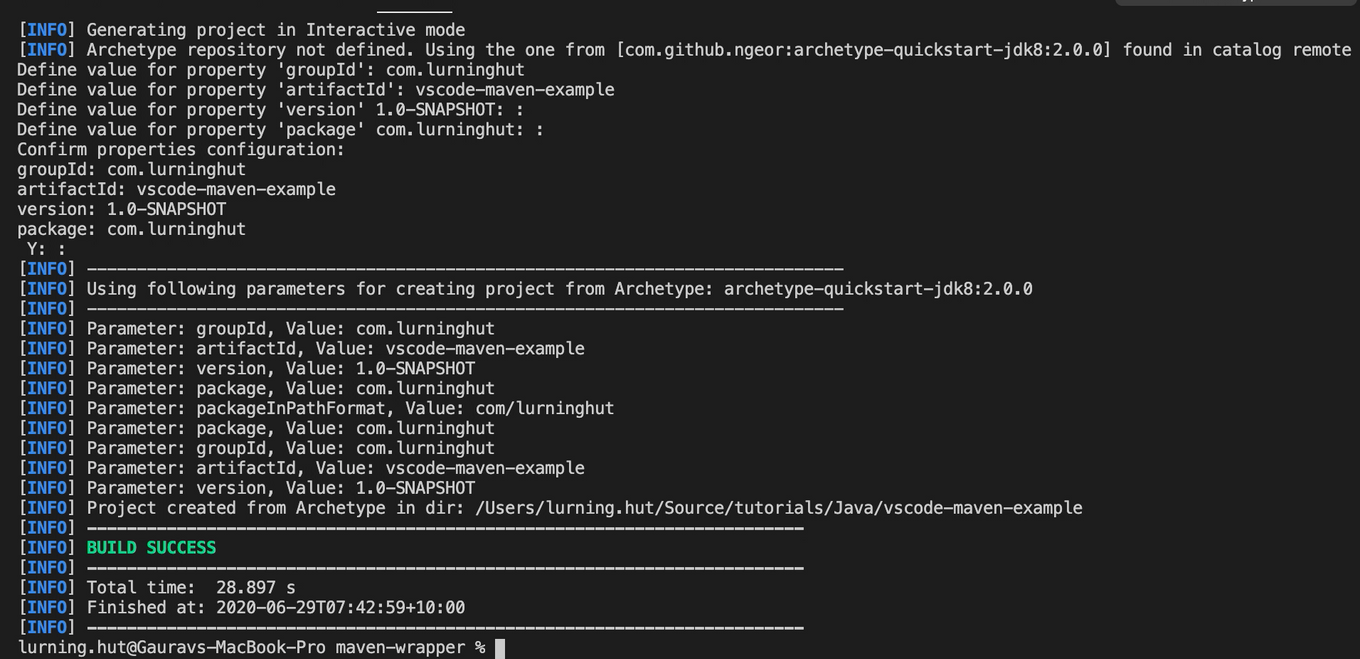 [INFO] Generating project in Interactive mode
[INFO] Archetype repository not defined. Using the one from [com.github.ngeor:archetype-quickstart-jdk8:2.0.0] found in catalog remote
Define value for property 'groupId': com.lurninghut
Define value for property 'artifactId': vscode-maven-example
Define value for property 'version' 1.0-SNAPSHOT: :
Define value for property 'package' com.lurninghut: :
Confirm properties configuration:
groupId: com.lurninghut
artifactId: vscode-maven-example
version: 1.0-SNAPSHOT
package: com.lurninghut
 Y: :
[INFO] ----------------------------------------------------------------------------
[INFO] Using following parameters for creating project from Archetype: archetype-quickstart-jdk8:2.0.0
[INFO] ----------------------------------------------------------------------------
[INFO] Parameter: groupId, Value: com.lurninghut
[INFO] Parameter: artifactId, Value: vscode-maven-example
[INFO] Parameter: version, Value: 1.0-SNAPSHOT
[INFO] Parameter: package, Value: com.lurninghut
[INFO] Parameter: packageInPathFormat, Value: com/lurninghut
[INFO] Parameter: package, Value: com.lurninghut
[INFO] Parameter: groupId, Value: com.lurninghut
[INFO] Parameter: artifactId, Value: vscode-maven-example
[INFO] Parameter: version, Value: 1.0-SNAPSHOT
[INFO] Project created from Archetype in dir: /Users/lurning.hut/Source/tutorials/Java/vscode-maven-example
[INFO] ------------------------------------------------------------------------
[INFO] BUILD SUCCESS
[INFO] ------------------------------------------------------------------------
[INFO] Total time:  28.897 s
[INFO] Finished at: 2020-06-29T07:42:59+10:00
[INFO] ------------------------------------------------------------------------
lurning.hut@Gauravs-MacBook-Pro maven-wrapper %